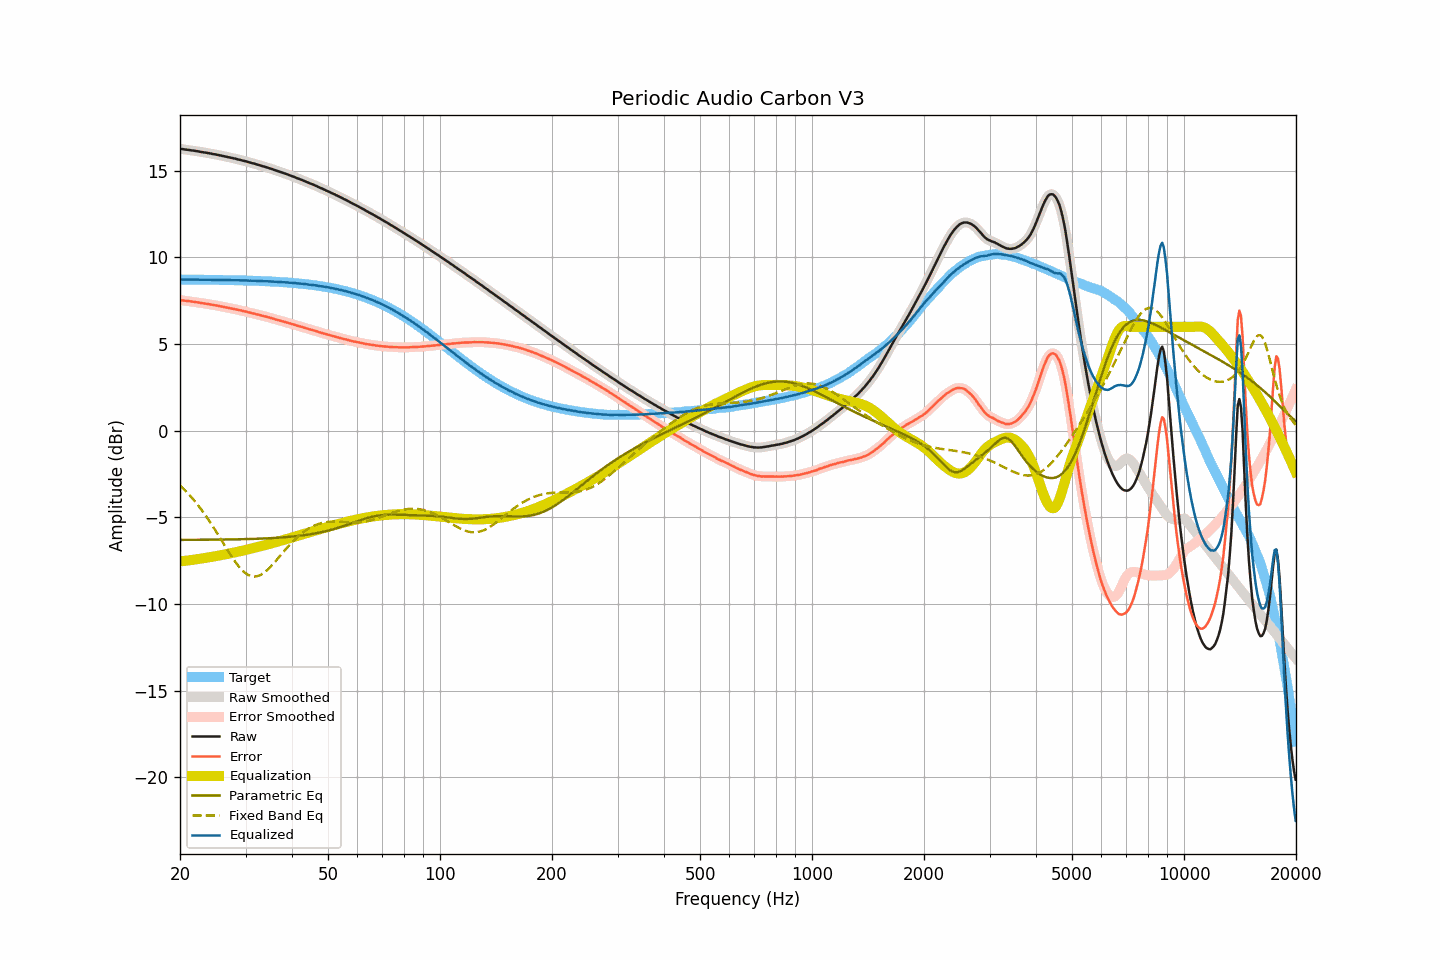 Periodic Audio Carbon V3
Amplitude (dBr)
15
10
5
0
−5
−10
−15
−20
Target
Raw Smoothed
Error Smoothed
Raw
Error
Equalization
Parametric Eq
Fixed Band Eq
Equalized
20 50 100 200 500 1000 2000 5000 10000 20000
Frequency (Hz)